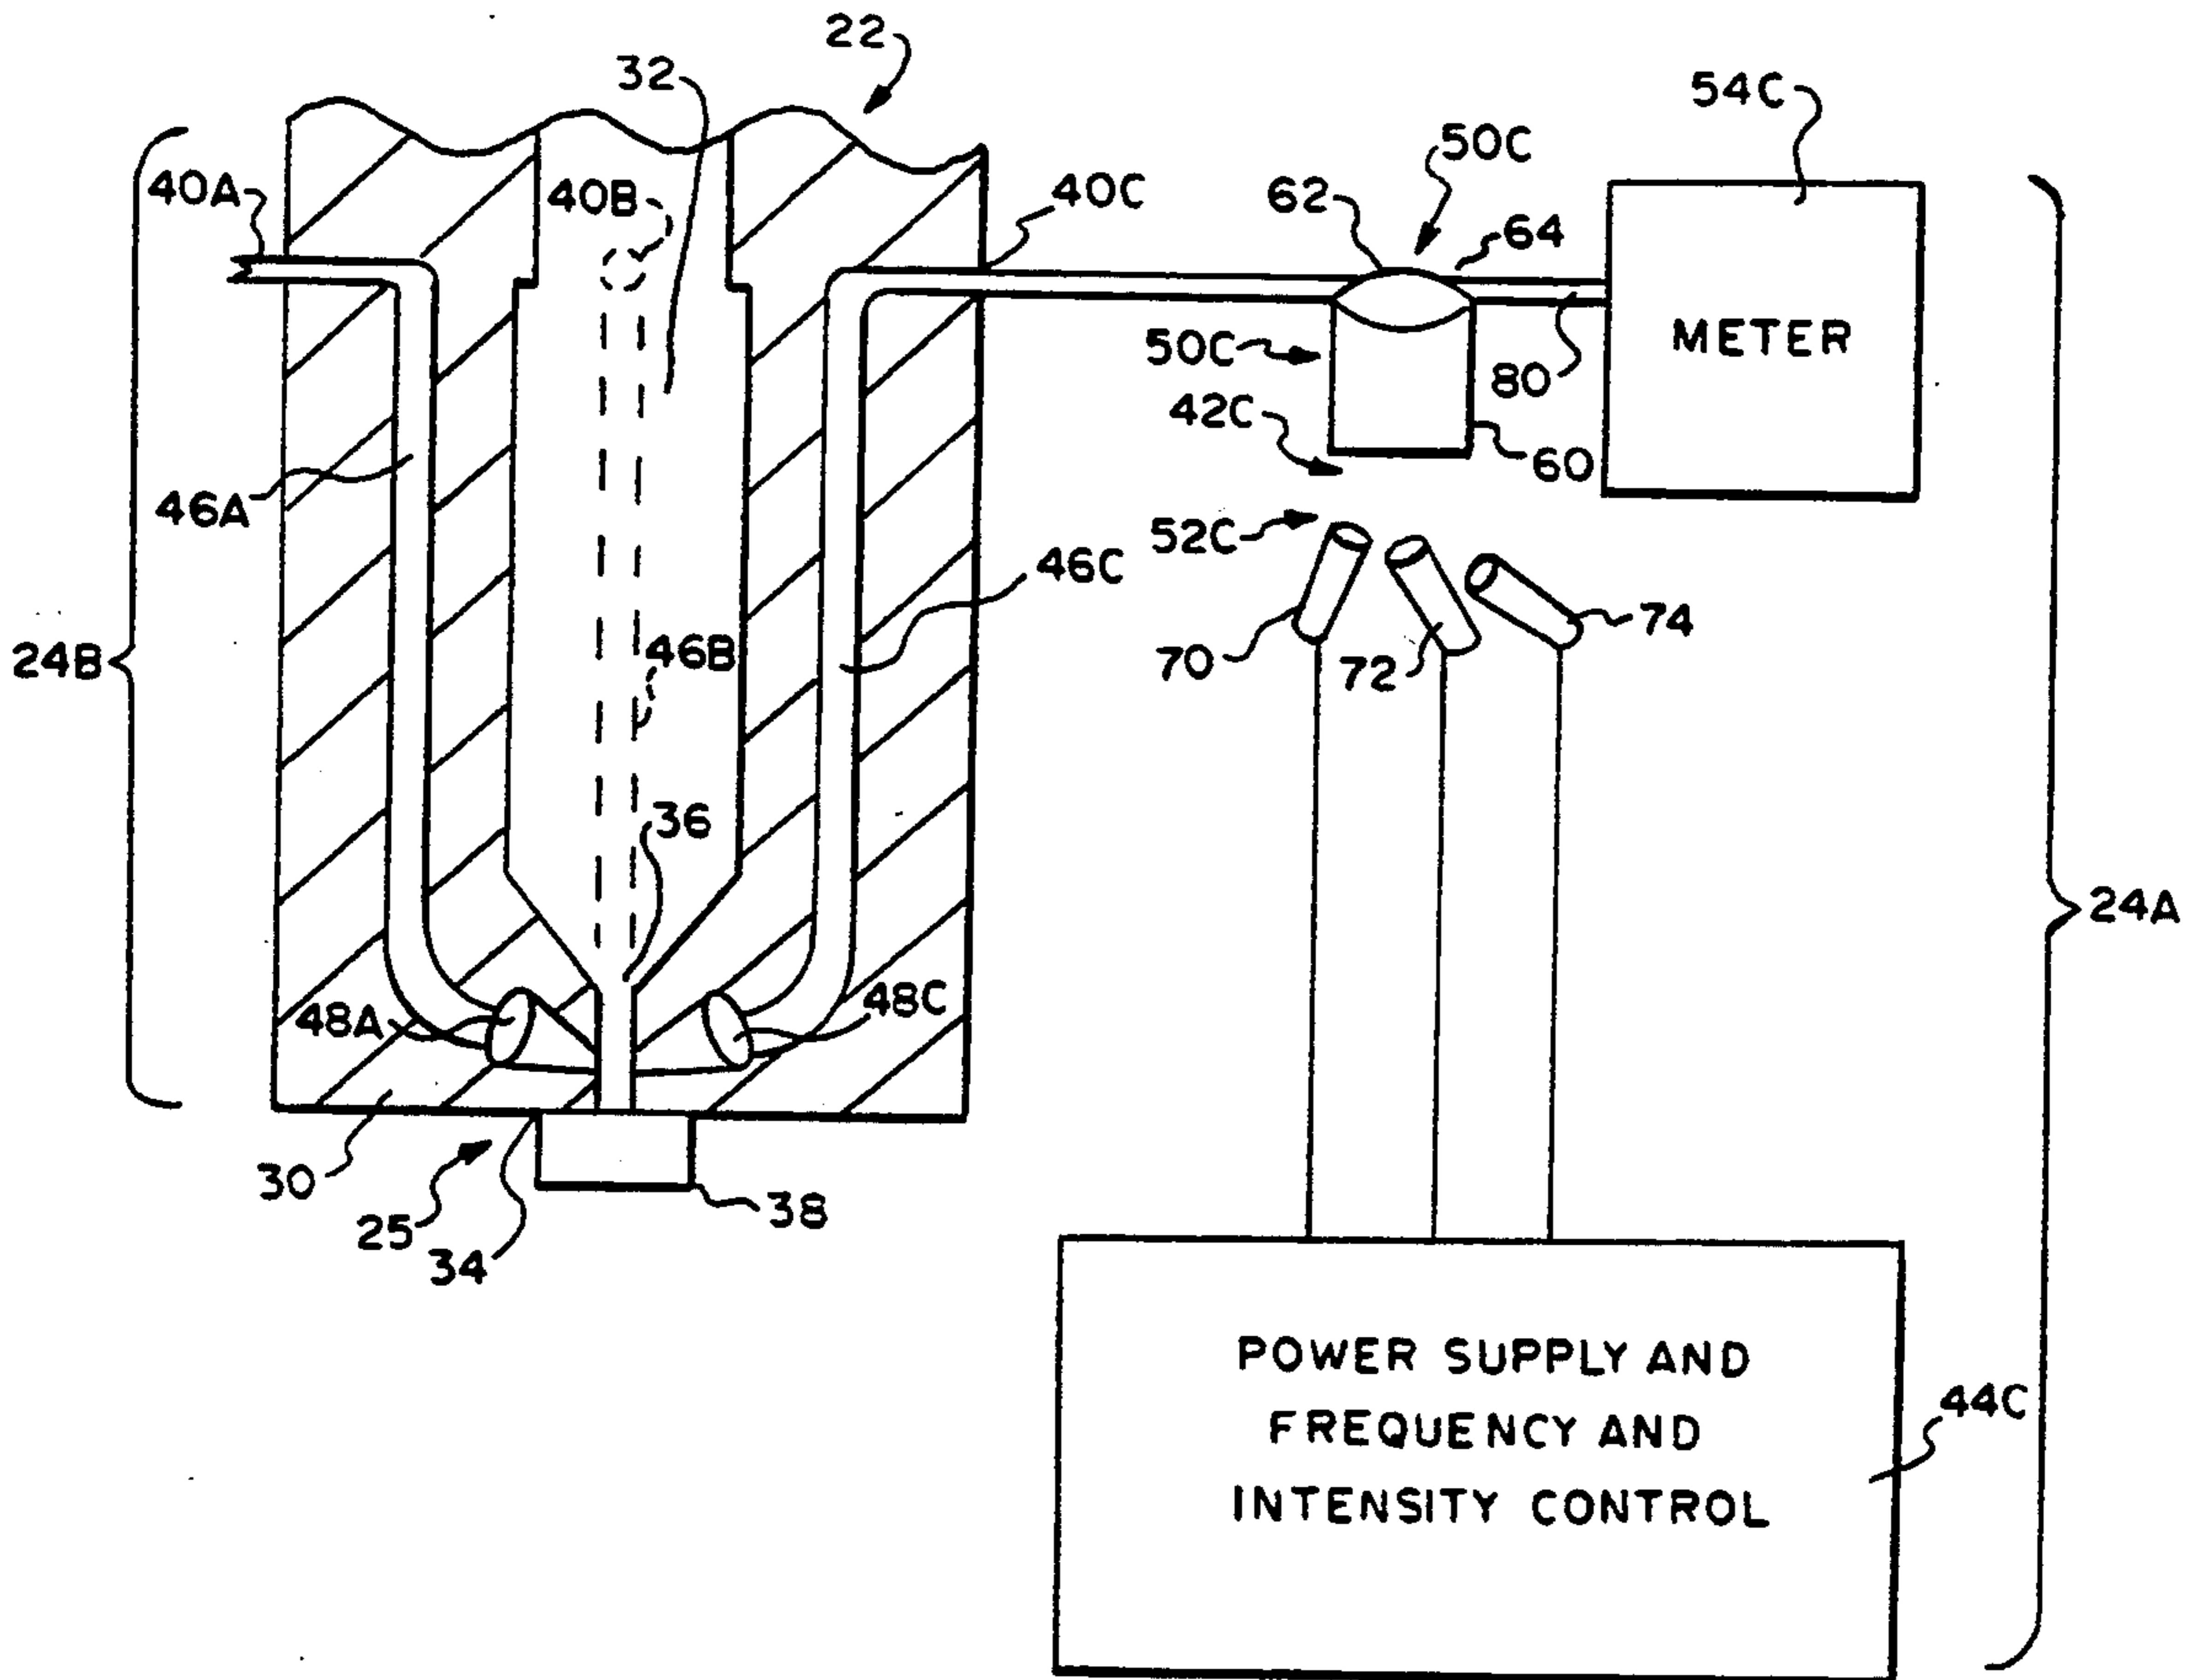 22
32
54C
50C
40A
40B
40C
62
64
METER
50C
80
42C
60
46A
52C
46C
70
72
74
24B
46B
36
24A
48A
48C
30
25
34
38
POWER SUPPLY AND
FREQUENCY AND
INTENSITY CONTROL
44C